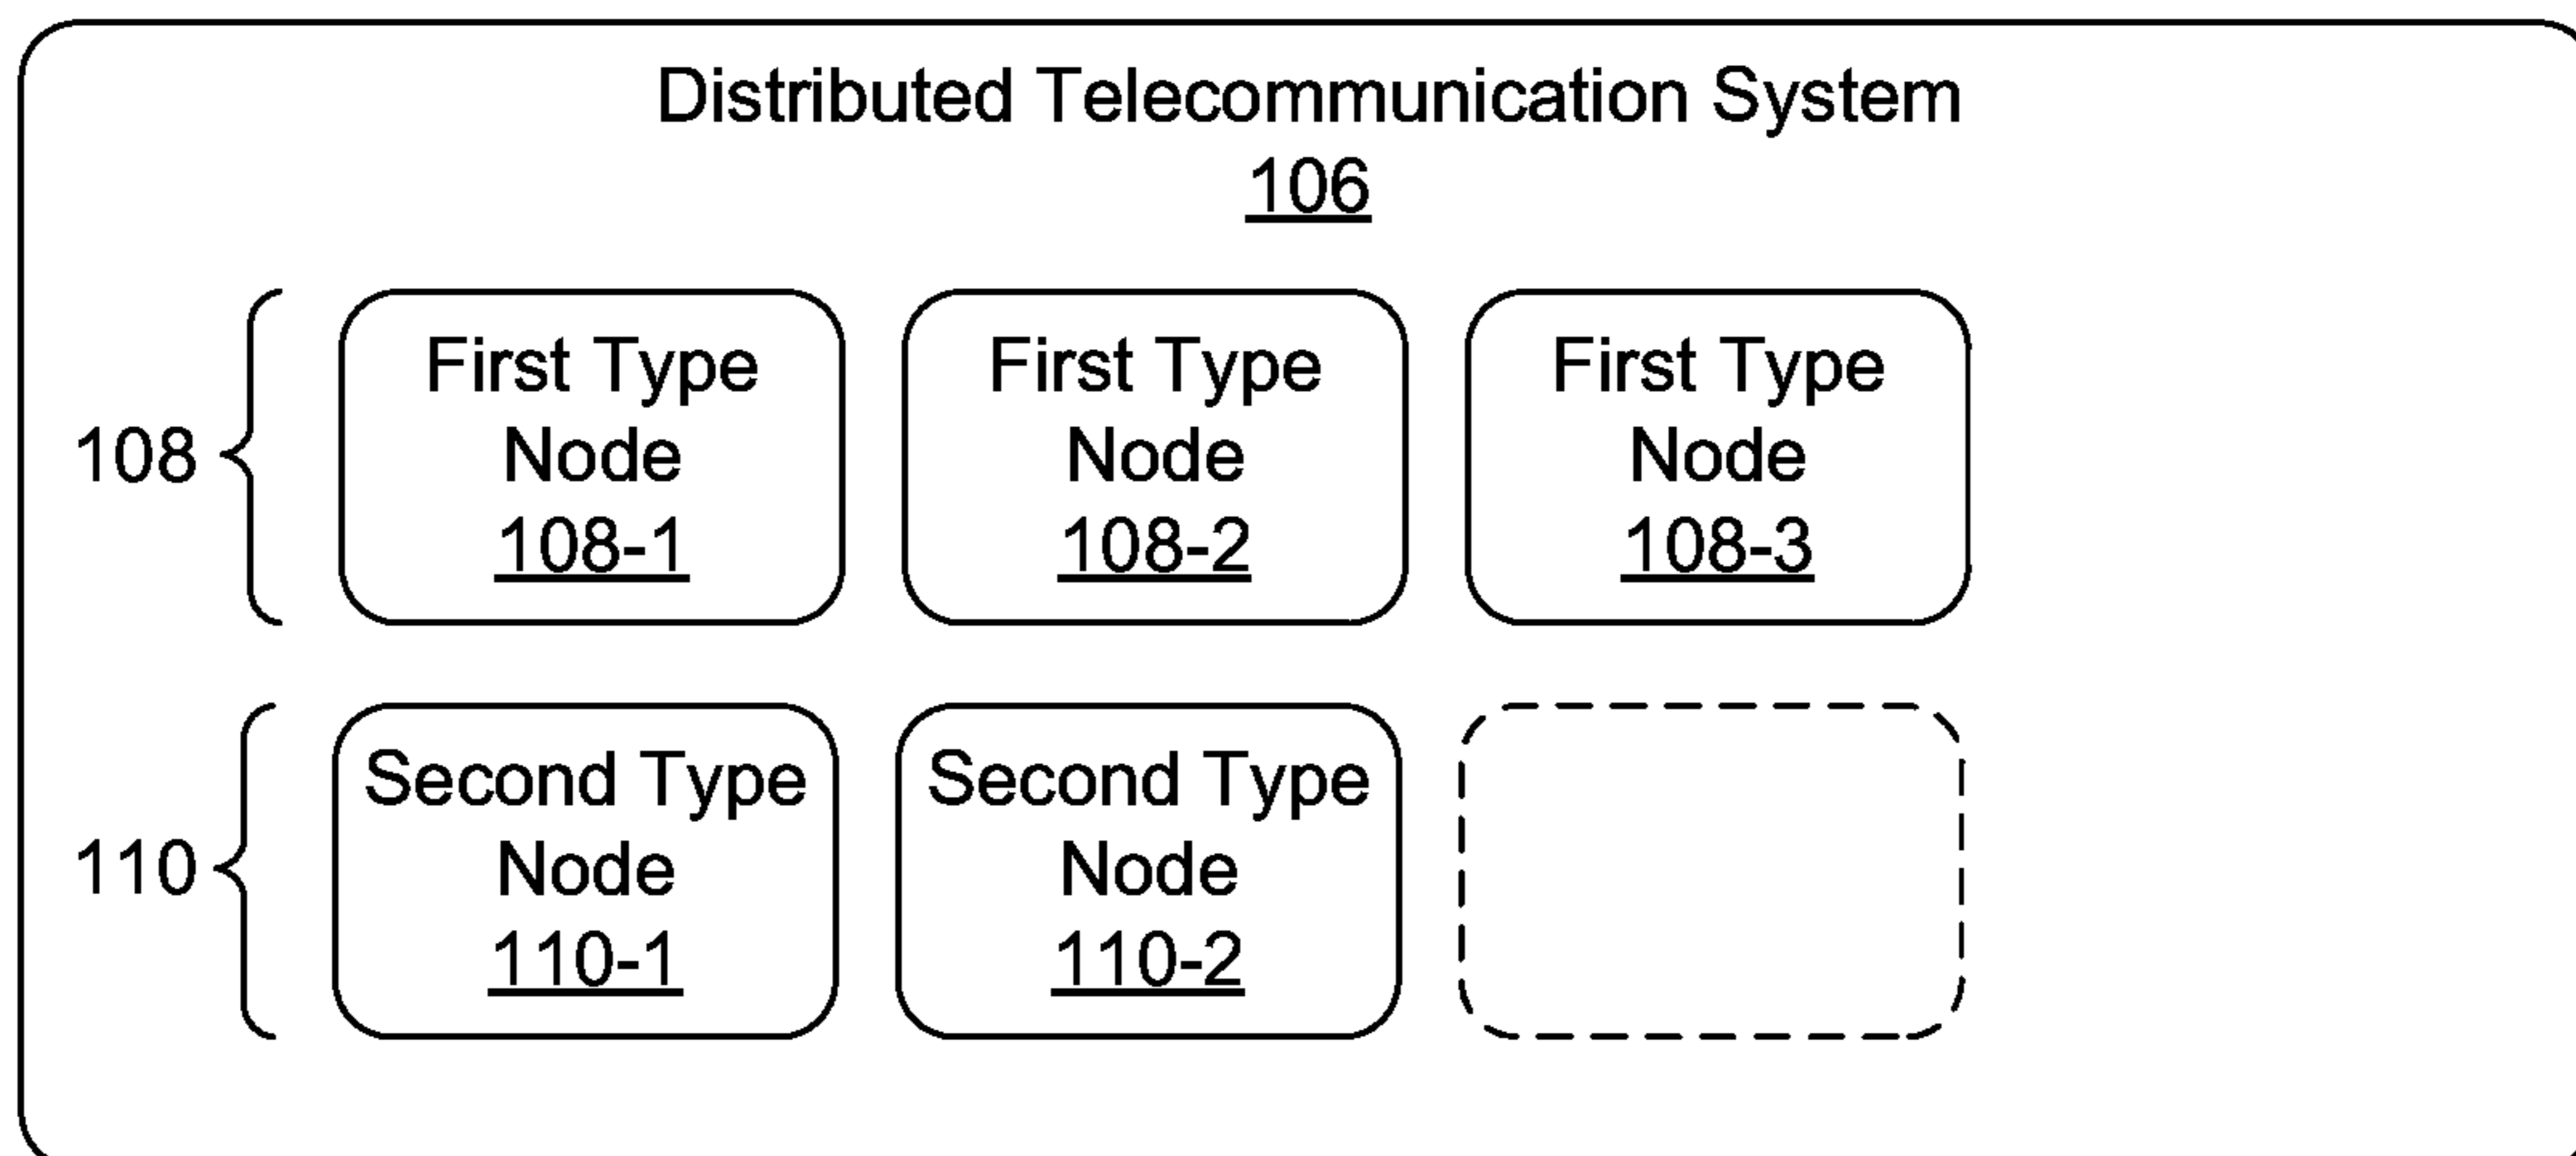 Distributed Telecommunication System
106
108
First Type
Node
108-1
First Type
Node
108-2
First Type
Node
108-3
110
Second Type
Node
110-1
Second Type
Node
110-2